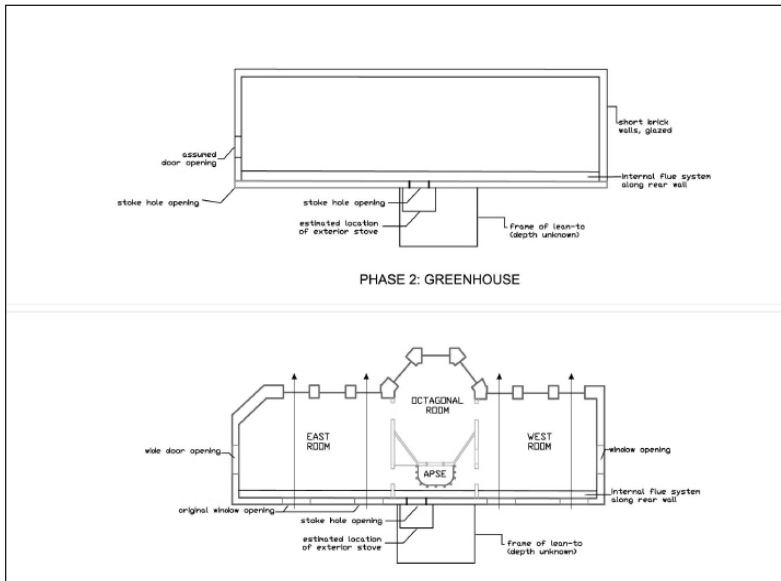 short brick
walls, glazed
assumed
door opening
internal flue system
along rear wall
stoke hole opening
stoke hole opening
estimated location
of exterior stove
frame of lean-to
(depth unknown)
PHASE 2: GREENHOUSE
OCTAGONAL
ROOM
EAST
ROOM
WEST
ROOM
wide door opening
window opening
APSE
internal flue system
along rear wall
original window opening
stoke hole opening
estimated location
of exterior stove
frame of lean-to
(depth unknown)